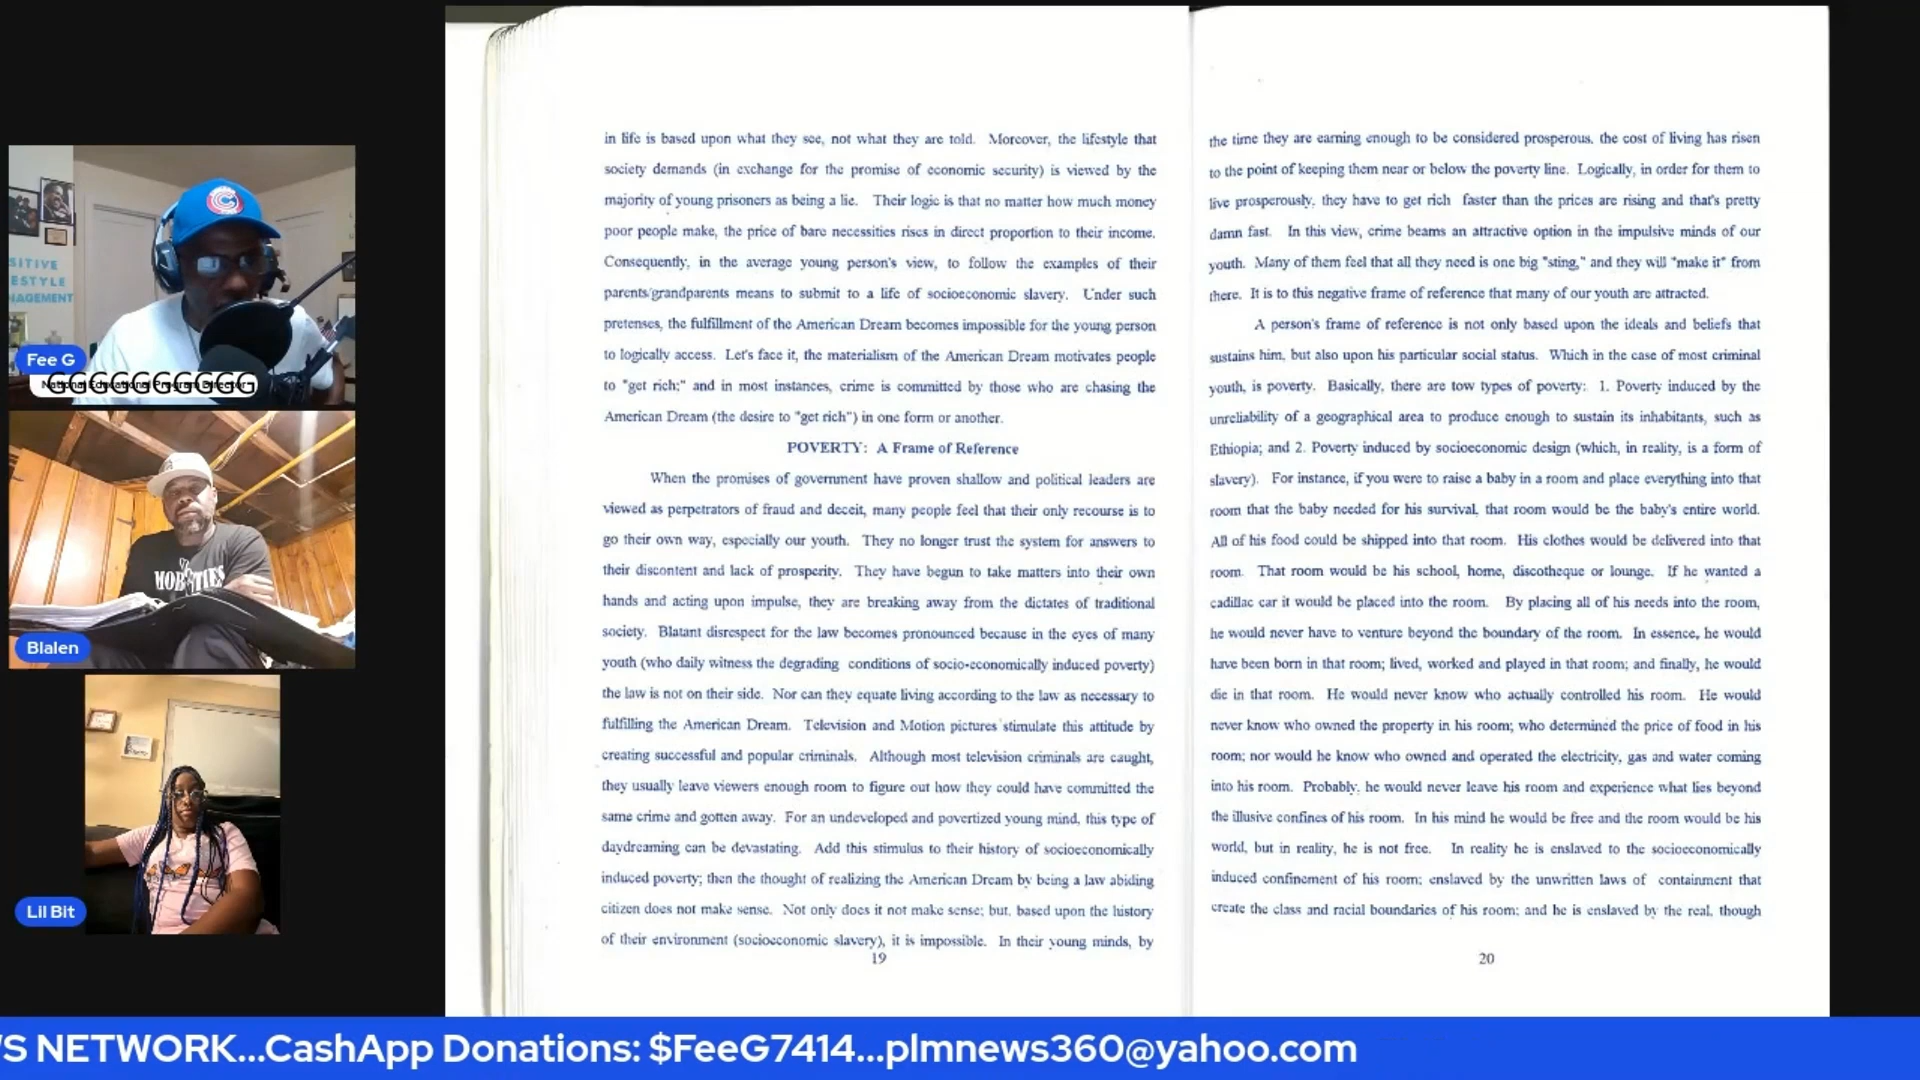 in life is based upon what they see, not what they are told. Moreover, the lifestyle that
society demands (in exchange for the promise of economic security) is viewed by the
majority of young prisoners as being a lie. Their logic is that no matter how much money
poor people make, the price of bare necessities rises in direct proportion to their income.
Consequently, in the average young person's view, to follow the examples of their
parents/grandparents means to submit to a life of socioeconomic slavery. Under such
pretenses, the fulfillment of the American Dream becomes impossible for the young person
to logically access. Let's face it, the materialism of the American Dream motivates people
to "get rich;" and in most instances, crime is committed by those who are chasing the
American Dream (the desire to "get rich") in one form or another.
POVERTY: A Frame of Reference
When the promises of government have proven shallow and political leaders are
viewed as perpetrators of fraud and deceit, many people feel that their only recourse is to
go their own way, especially our youth. They no longer trust the system for answers to
their discontent and lack of prosperity. They have begun to take matters into their own
hands and acting upon impulse, they are breaking away from the dictates of traditional
society. Blatant disrespect for the law becomes pronounced because in the eyes of many
youth (who daily witness the degrading conditions of socio-economically induced poverty)
the law is not on their side. Nor can they equate living according to the law as necessary to
fulfilling the American Dream. Television and Motion pictures stimulate this attitude by
creating successful and popular criminals. Although most television criminals are caught,
they usually leave viewers enough room to figure out how they could have committed the
same crime and gotten away. For an undeveloped and povertized young mind, this type of
daydreaming can be devastating. Add this stimulus to their history of socioeconomically
induced poverty; then the thought of realizing the American Dream by being a law abiding
citizen does not make sense. Not only does it not make sense; but, based upon the history
of their environment (socioeconomic slavery), it is impossible. In their young minds, by
19
the time they are earning enough to be considered prosperous, the cost of living has risen
to the point of keeping them near or below the poverty line. Logically, in order for them to
live prosperously, they have to get rich faster than the prices are rising and that's pretty
damn fast. In this view, crime beams an attractive option in the impulsive minds of our
youth. Many of them feel that all they need is one big "sting," and they will "make it" from
there. It is to this negative frame of reference that many of our youth are attracted.
A person's frame of reference is not only based upon the ideals and beliefs that
sustains him, but also upon his particular social status. Which in the case of most criminal
youth, is poverty. Basically, there are tow types of poverty: 1. Poverty induced by the
unreliability of a geographical area to produce enough to sustain its inhabitants, such as
Ethiopia; and 2. Poverty induced by socioeconomic design (which, in reality, is a form of
slavery). For instance, if you were to raise a baby in a room and place everything into that
room that the baby needed for his survival, that room would be the baby's entire world.
All of his food could be shipped into that room. His clothes would be delivered into that
room. That room would be his school, home, discotheque or lounge. If he wanted a
cadillac car it would be placed into the room. By placing all of his needs into the room,
he would never have to venture beyond the boundary of the room. In essence, he would
have been born in that room; lived, worked and played in that room; and finally, he would
die in that room. He would never know who actually controlled his room. He would
never know who owned the property in his room; who determined the price of food in his
room; nor would he know who owned and operated the electricity, gas and water coming
into his room. Probably, he would never leave his room and experience what lies beyond
the illusive confines of his room. In his mind he would be free and the room would be his
world, but in reality, he is not free. In reality he is enslaved to the socioeconomically
induced confinement of his room; enslaved by the unwritten laws of containment that
create the class and racial boundaries of his room; and he is enslaved by the real, though
20
SITIVE
ESTYLE
NAGEMENT
Fee G
National Educational Program Director
Blalen
Lil Bit
'S NETWORK...CashApp Donations: $FeeG7414...plmnews360@yahoo.com